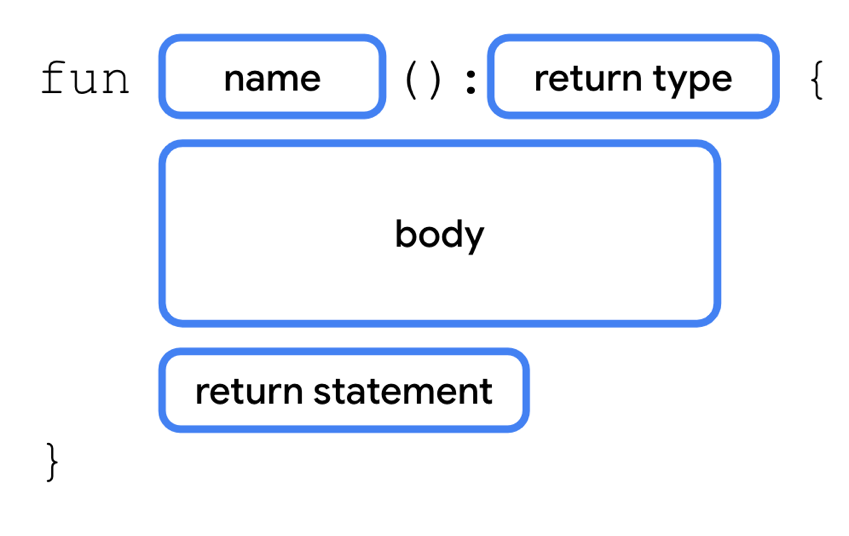 fun name () : return type {
body
return statement
}